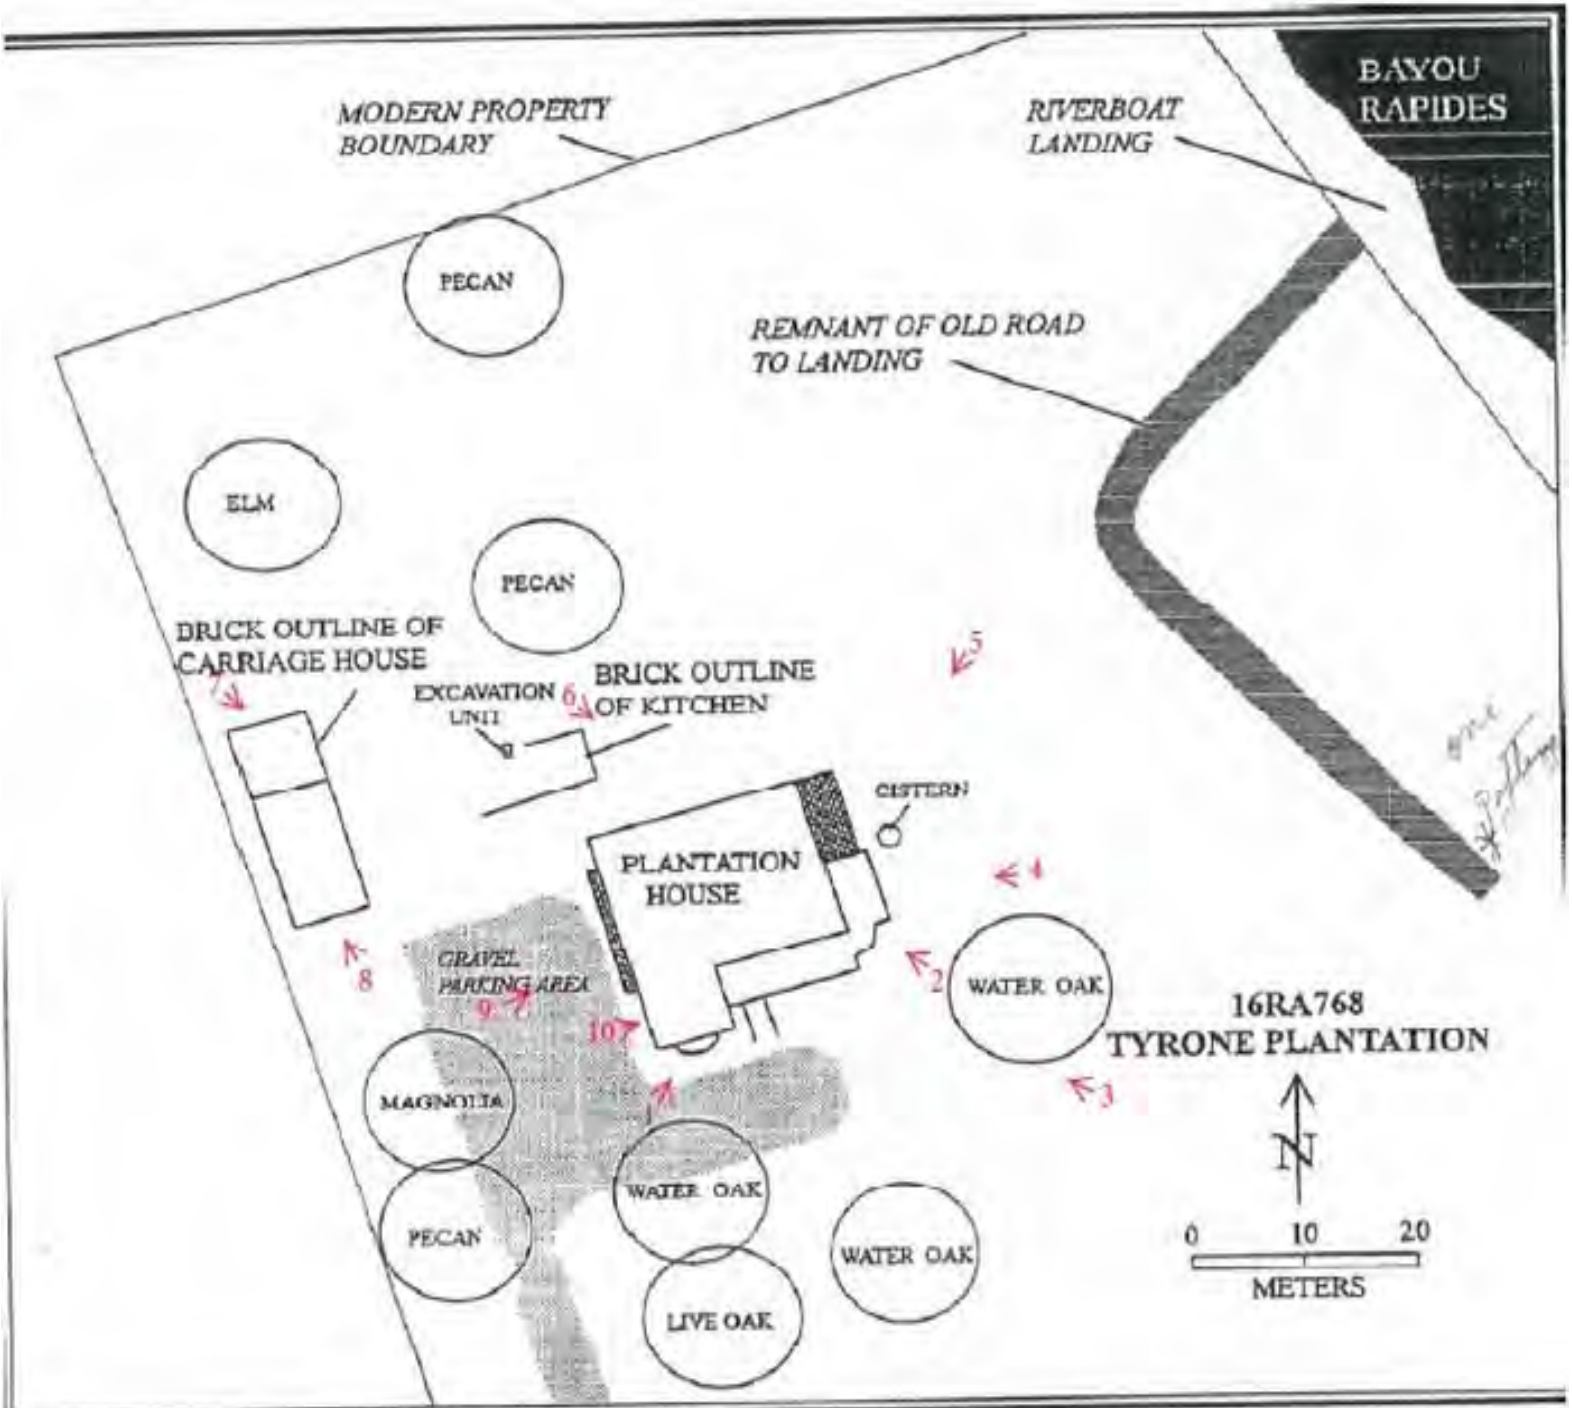 BAYOU
RAPIDES
MODERN PROPERTY
BOUNDARY
RIVERBOAT
LANDING
PECAN
REMNANT OF OLD ROAD
TO LANDING
ELM
PECAN
BRICK OUTLINE OF
CARRIAGE HOUSE
7
EXCAVATION
UNIT
6
BRICK OUTLINE
OF KITCHEN
5
one
CISTERN
PLANTATION
HOUSE
4
GRAVEL
PARKING AREA
8
9
2
WATER OAK
10
16RA768
TYRONE PLANTATION
3
MAGNOLIA
1
N
WATER OAK
PECAN
WATER OAK
LIVE OAK
0 10 20
METERS